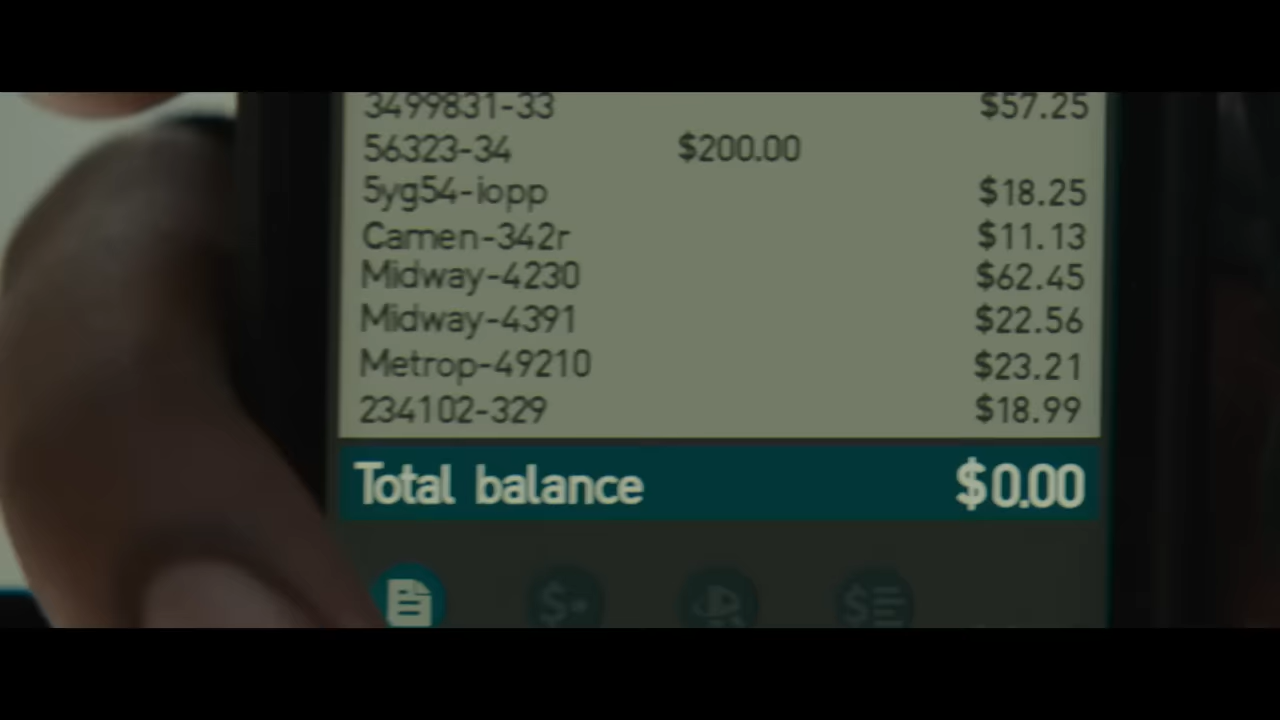 3499831-33 $57.25
56323-34 $200.00
5yg54-iopp $18.25
Camen-342r $11.13
Midway-4230 $62.45
Midway-4391 $22.56
Metrop-49210 $23.21
234102-329 $18.99
Total balance $0.00